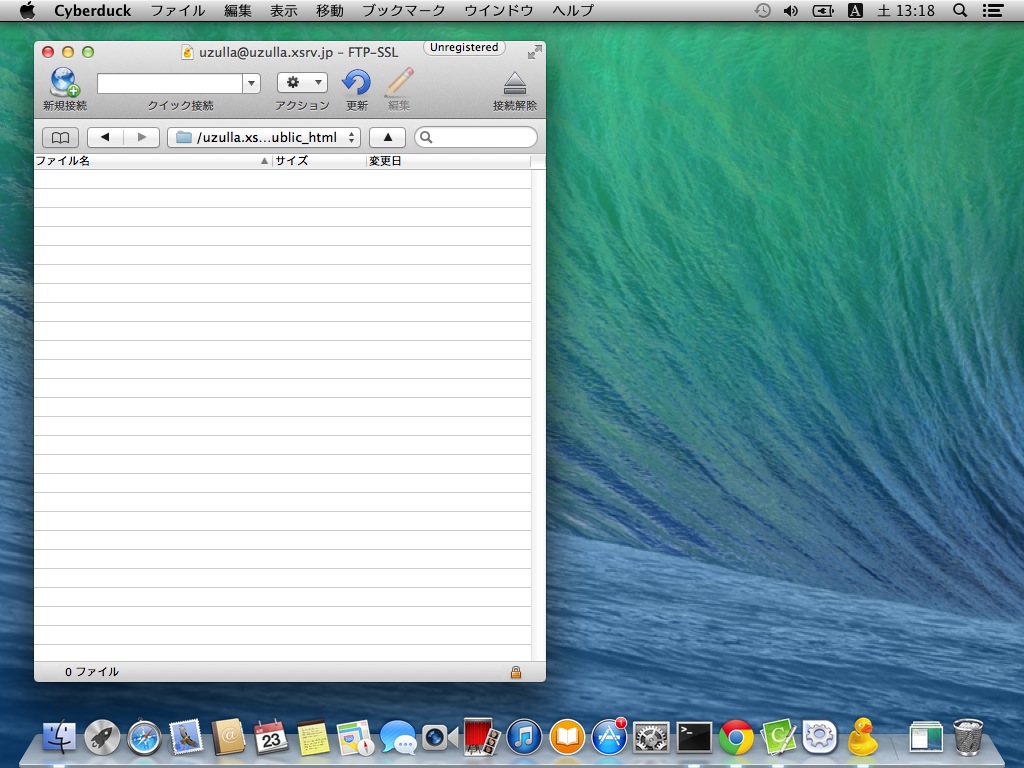 Cyberduck ファイル 編集 表示 移動 ブックマーク ウインドウ ヘルプ A 土 13:18
uzulla@uzulla.xsrv.jp – FTP-SSL Unregistered
新規接続 クイック接続 アクション 更新 編集 接続解除
/uzulla.xs...ublic_html
ファイル名 サイズ 変更日
0 ファイル
23
1